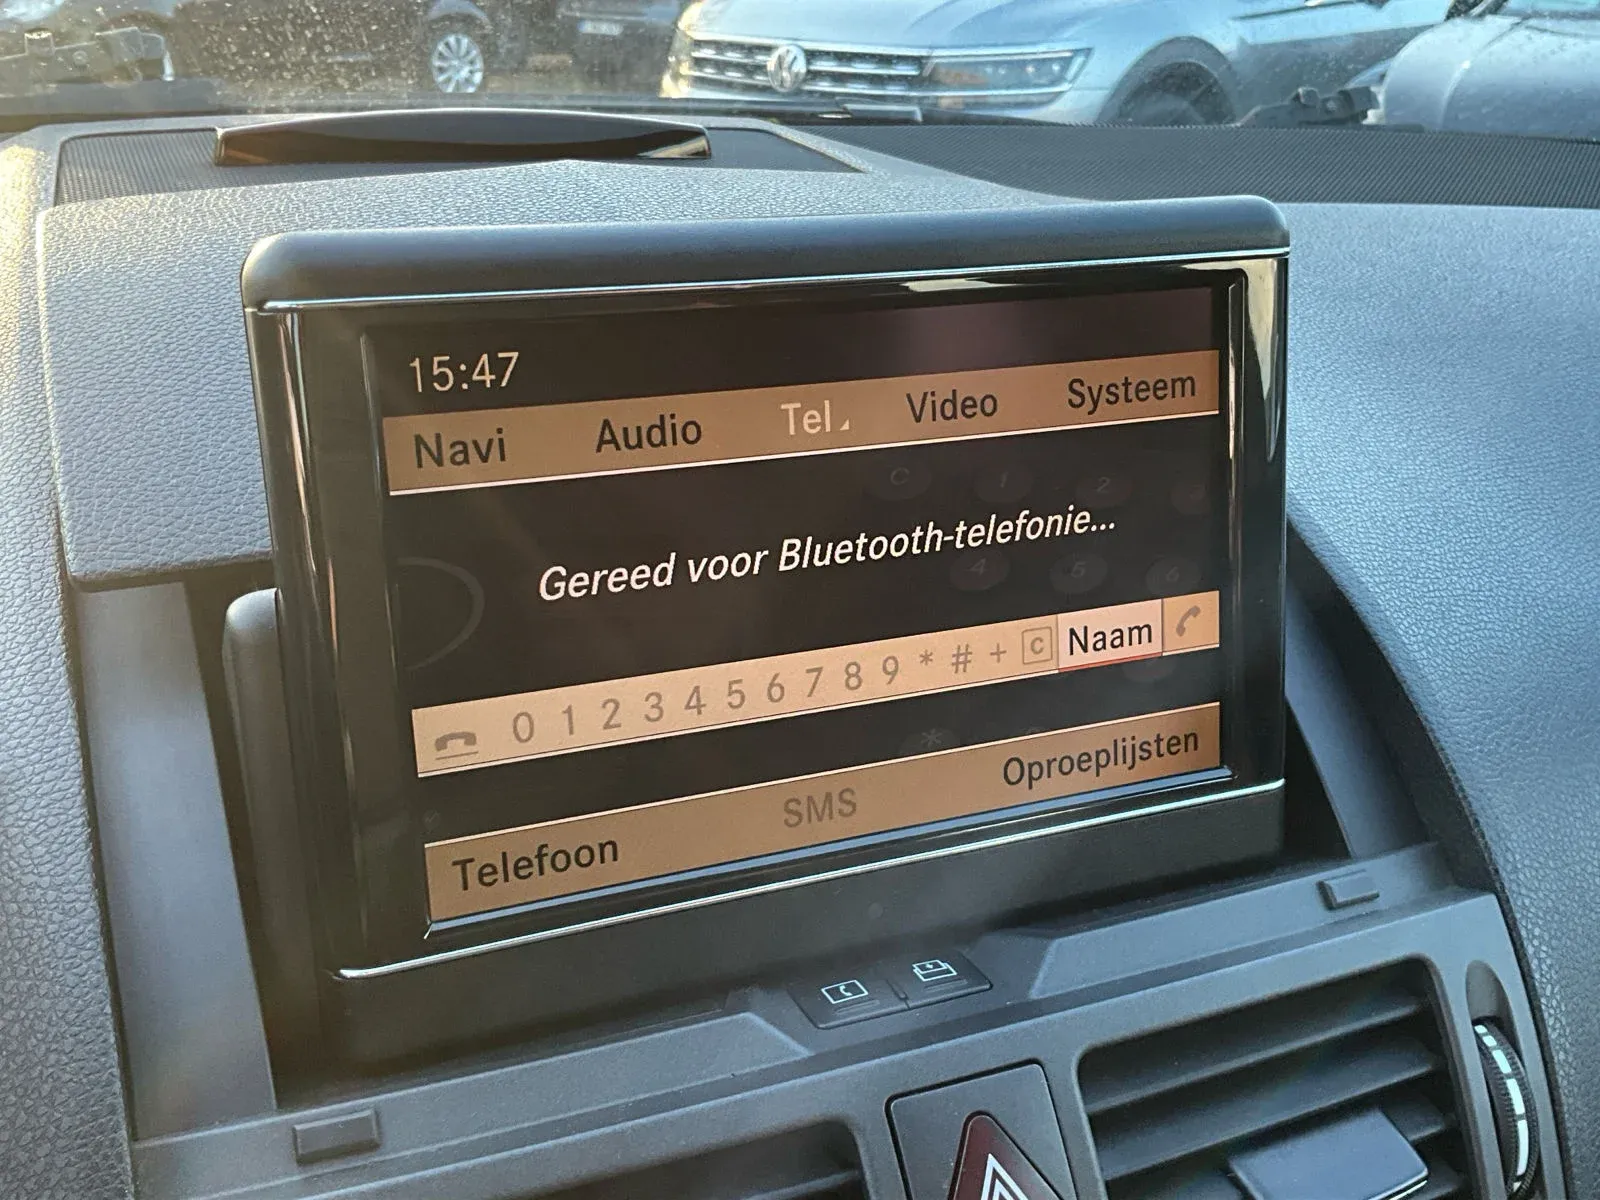 15:47
Navi Audio Tel Video Systeem
Gereed voor Bluetooth-telefonie...
0 1 2 3 4 5 6 7 8 9 * # + C Naam
Telefoon SMS Oproeplijsten